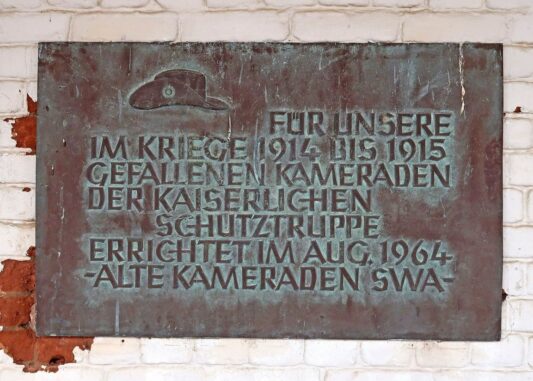 FÜR UNSERE
IM KRIEGE 1914 BIS 1915
GEFALLENEN KAMERADEN
DER KAISERLICHEN
SCHUTZTRUPPE
ERRICHTET IM AUG. 1964
-ALTE KAMERADEN SWA-